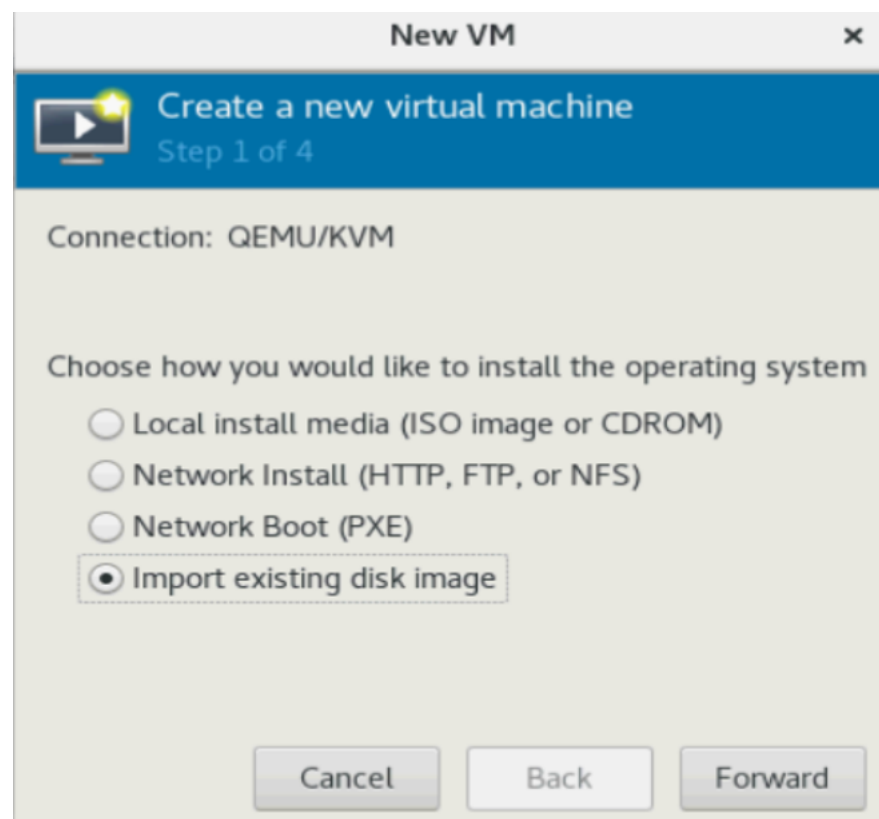 New VM ×
Create a new virtual machine
Step 1 of 4
Connection: QEMU/KVM
Choose how you would like to install the operating system
Local install media (ISO image or CDROM)
Network Install (HTTP, FTP, or NFS)
Network Boot (PXE)
Import existing disk image
Cancel Back Forward